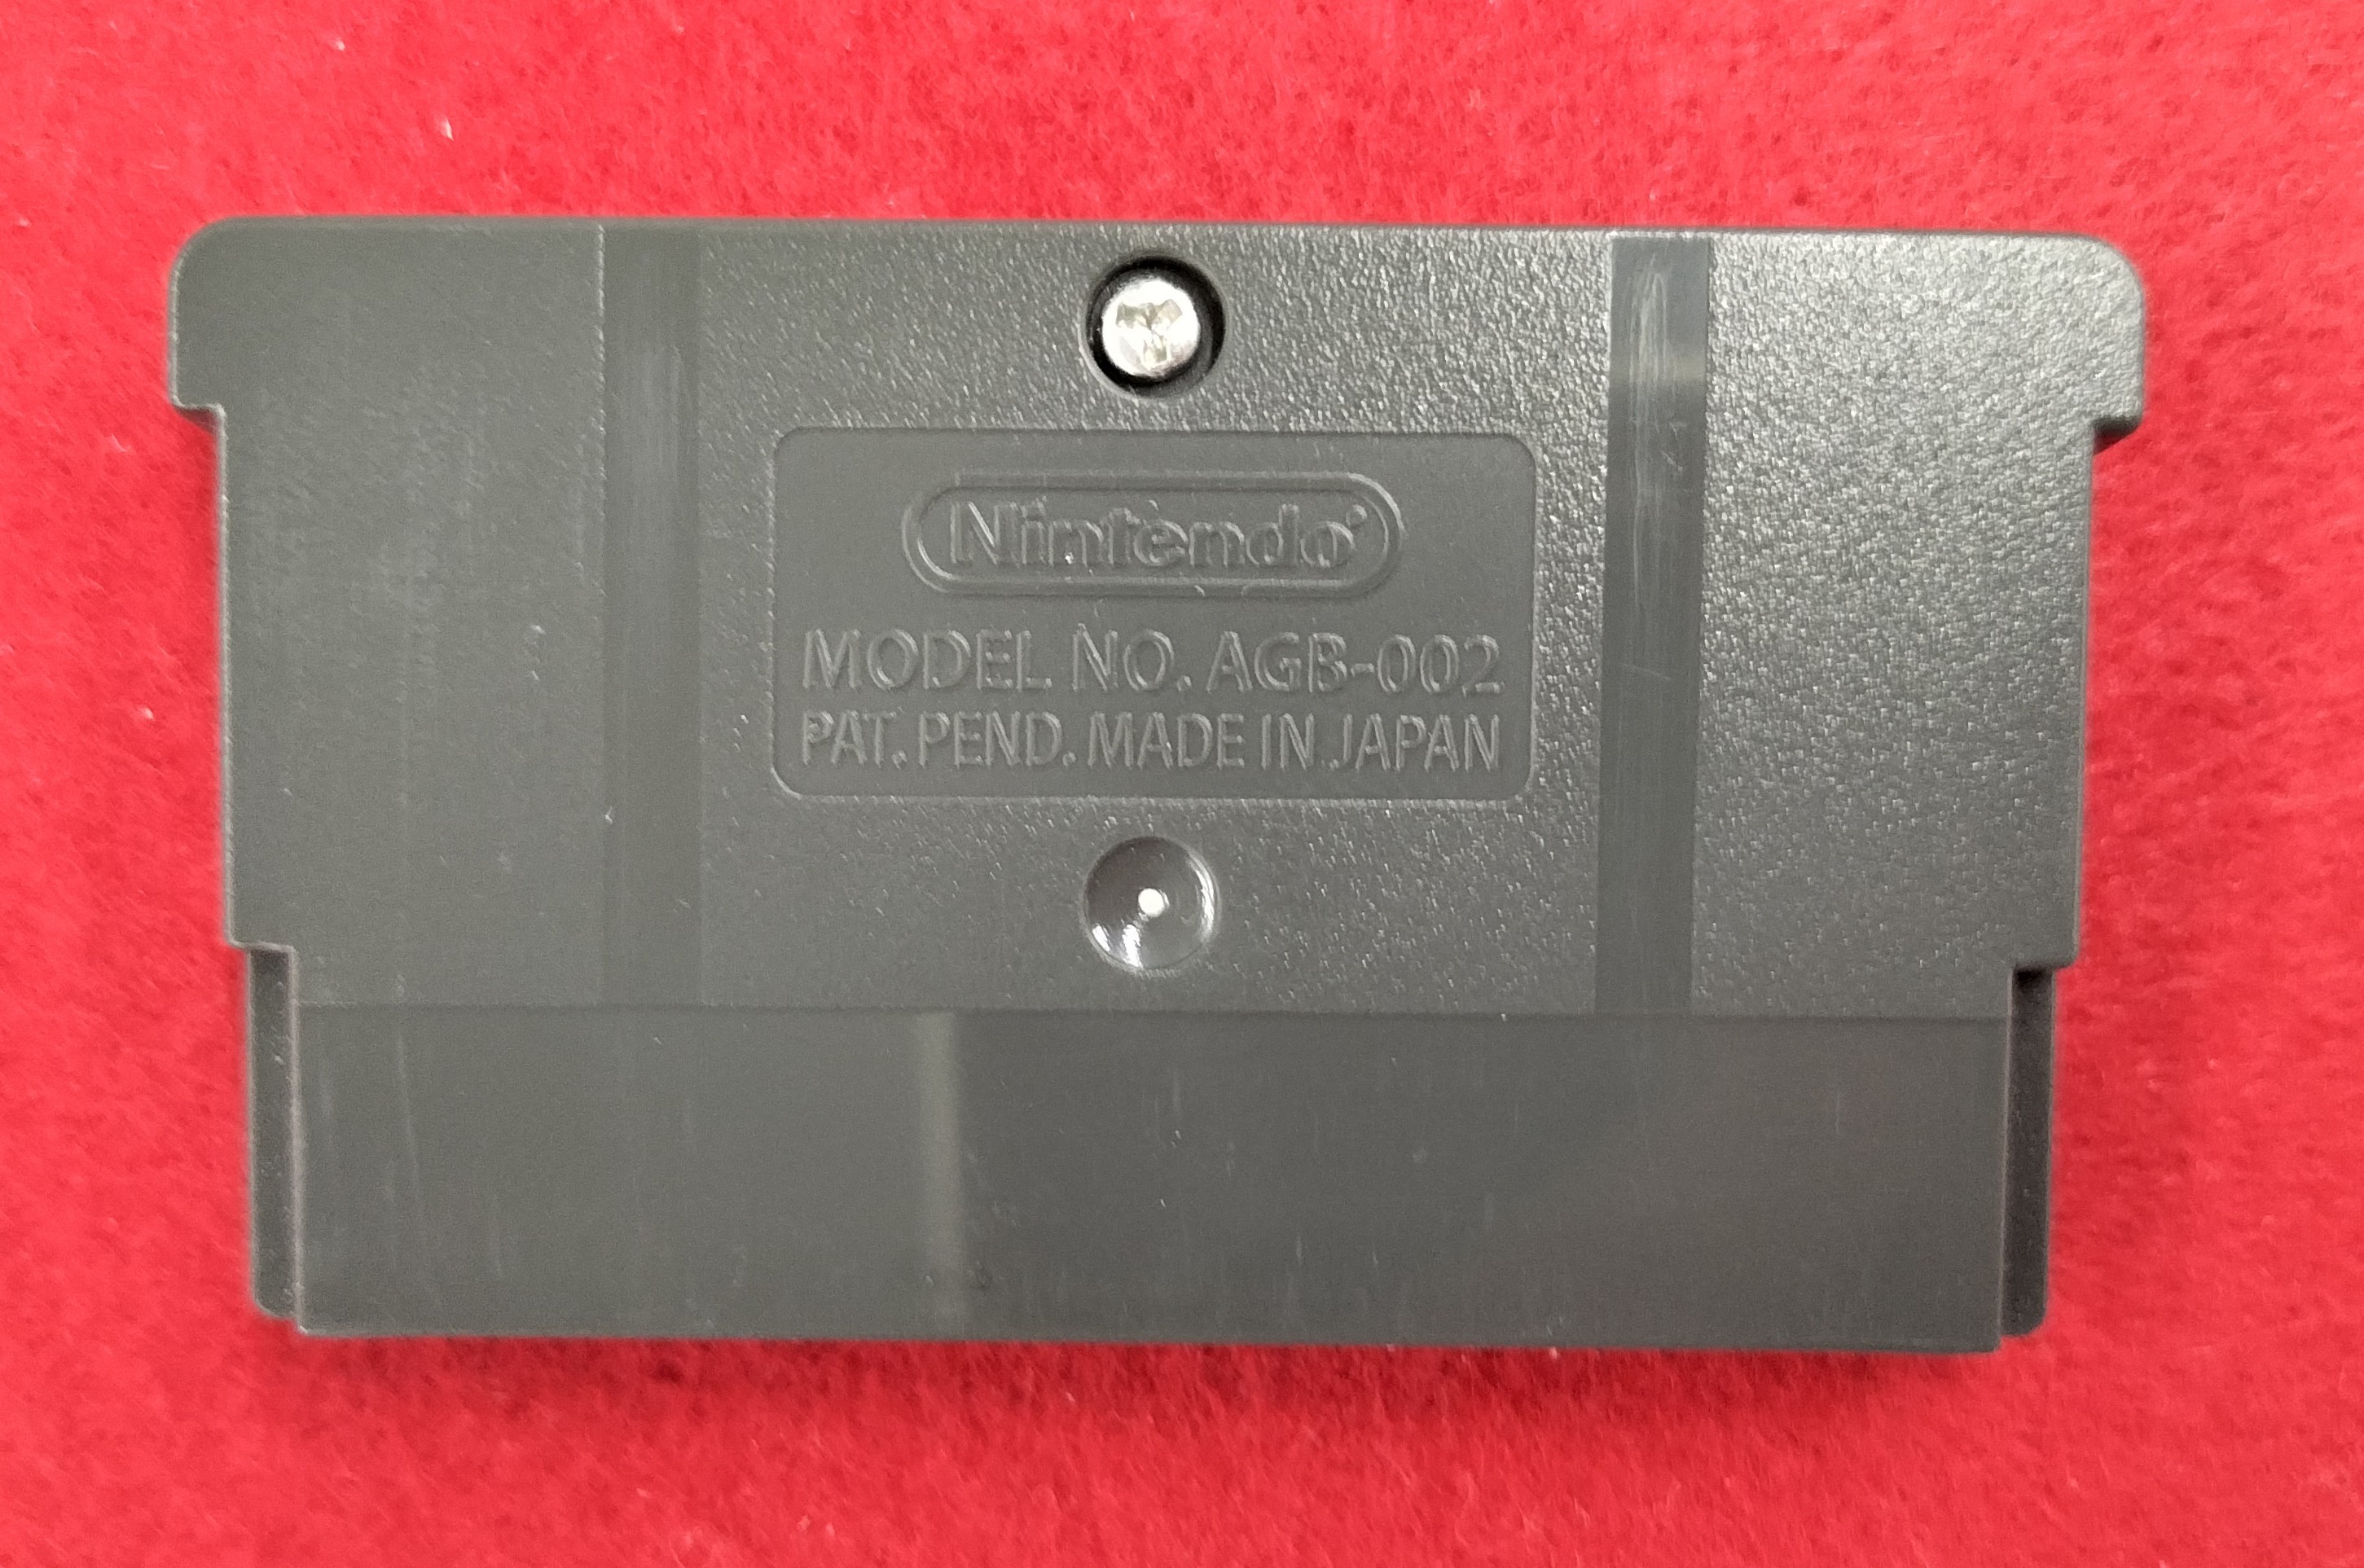 Nintendo
MODEL NO. AGB-002
PAT. PEND. MADE IN JAPAN